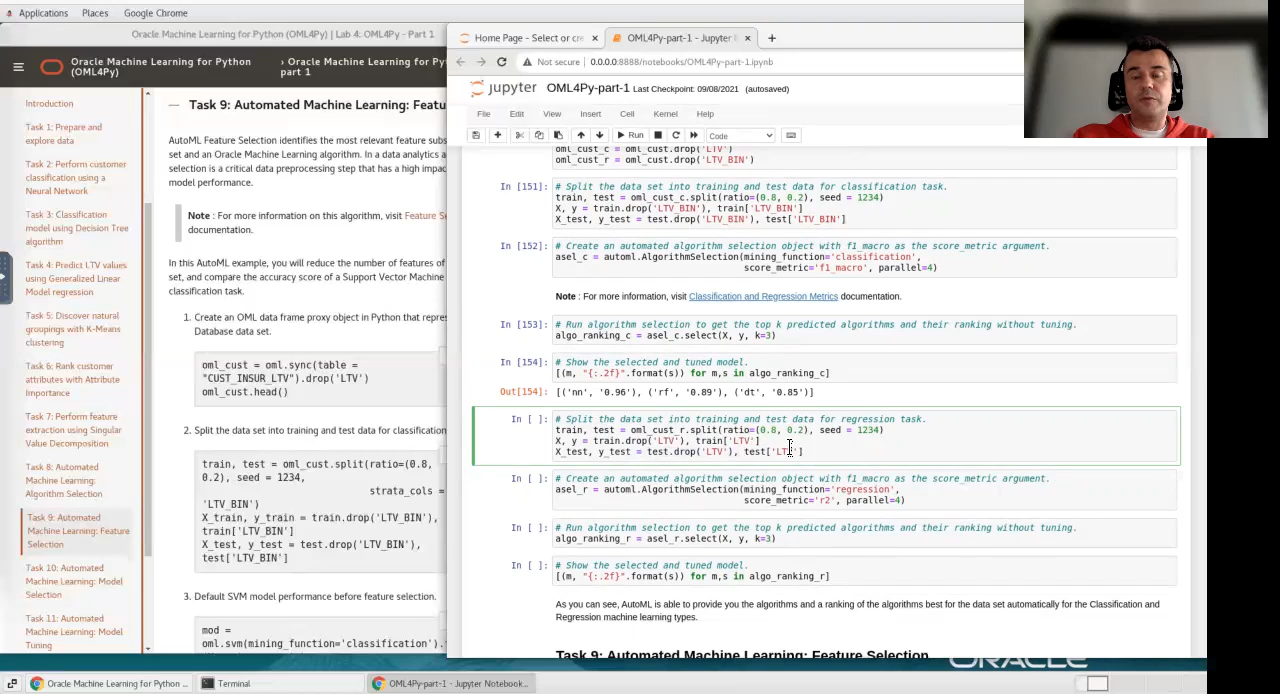 Applications Places Google Chrome
Oracle Machine Learning for Python (OML4Py) | Lab 4: OML4Py - Part 1
Oracle Machine Learning for Python
(OML4Py)
› Oracle Machine Learning for Py
part 1
Introduction
Task 1: Prepare and
explore data
Task 2: Perform customer
classification using a
Neural Network
Task 3: Classification
model using Decision Tree
algorithm
Task 4: Predict LTV values
using Generalized Linear
Model regression
Task 5: Discover natural
groupings with K-Means
clustering
Task 6: Rank customer
attributes with Attribute
Importance
Task 7: Perform feature
extraction using Singular
Value Decomposition
Task 8: Automated
Machine Learning:
Algorithm Selection
Task 9: Automated
Machine Learning: Feature
Selection
Task 10: Automated
Machine Learning: Model
Selection
Task 11: Automated
Machine Learning: Model
Tuning
— Task 9: Automated Machine Learning: Featu
AutoML Feature Selection identifies the most relevant feature subs
set and an Oracle Machine Learning algorithm. In a data analytics a
selection is a critical data preprocessing step that has a high impac
model performance.
Note : For more information on this algorithm, visit Feature Se
documentation.
In this AutoML example, you will reduce the number of features of
set, and compare the accuracy score of a Support Vector Machine
classification task.
1. Create an OML data frame proxy object in Python that repre
Database data set.
oml_cust = oml.sync(table =
"CUST_INSUR_LTV").drop('LTV')
oml_cust.head()
2. Split the data set into training and test data for classification
train, test = oml_cust.split(ratio=(0.8,
0.2), seed = 1234,
strata_cols =
'LTV_BIN')
X_train, y_train = train.drop('LTV_BIN'),
train['LTV_BIN']
X_test, y_test = test.drop('LTV_BIN'),
test['LTV_BIN']
3. Default SVM model performance before feature selection.
mod =
oml.svm(mining_function='classification').
Home Page - Select or cre ×
OML4Py-part-1 - Jupyter N ×
+
Not secure | 0.0.0.0:8888/notebooks/OML4Py-part-1.ipynb
jupyter OML4Py-part-1 Last Checkpoint: 09/08/2021 (autosaved)
File Edit View Insert Cell Kernel Help
Run Code
oml_cust_c = oml_cust.drop('LTV')
oml_cust_r = oml_cust.drop('LTV_BIN')
In [151]: # Split the data set into training and test data for classification task.
train, test = oml_cust_c.split(ratio=(0.8, 0.2), seed = 1234)
X, y = train.drop('LTV_BIN'), train['LTV_BIN']
X_test, y_test = test.drop('LTV_BIN'), test['LTV_BIN']
In [152]: # Create an automated algorithm selection object with f1_macro as the score_metric argument.
asel_c = automl.AlgorithmSelection(mining_function='classification',
score_metric='f1_macro', parallel=4)
Note : For more information, visit Classification and Regression Metrics documentation.
In [153]: # Run algorithm selection to get the top k predicted algorithms and their ranking without tuning.
algo_ranking_c = asel_c.select(X, y, k=3)
In [154]: # Show the selected and tuned model.
[(m, "{:.2f}".format(s)) for m,s in algo_ranking_c]
Out[154]: [('nn', '0.96'), ('rf', '0.89'), ('dt', '0.85')]
In [ ]: # Split the data set into training and test data for regression task.
train, test = oml_cust_r.split(ratio=(0.8, 0.2), seed = 1234)
X, y = train.drop('LTV'), train['LTV']
X_test, y_test = test.drop('LTV'), test['LTV']
In [ ]: # Create an automated algorithm selection object with f1_macro as the score_metric argument.
asel_r = automl.AlgorithmSelection(mining_function='regression',
score_metric='r2', parallel=4)
In [ ]: # Run algorithm selection to get the top k predicted algorithms and their ranking without tuning.
algo_ranking_r = asel_r.select(X, y, k=3)
In [ ]: # Show the selected and tuned model.
[(m, "{:.2f}".format(s)) for m,s in algo_ranking_r]
As you can see, AutoML is able to provide you the algorithms and a ranking of the algorithms best for the data set automatically for the Classification and
Regression machine learning types.
Task 9: Automated Machine Learning: Feature Selection
ORACLE
Oracle Machine Learning for Python ... Terminal OML4Py-part-1 - Jupyter Notebook...